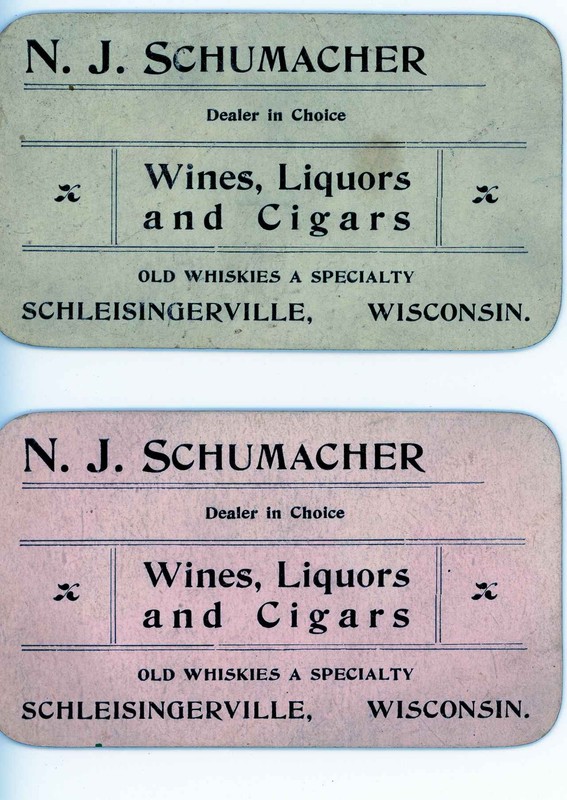 N. J. SCHUMACHER
Dealer in Choice
Wines, Liquors
and Cigars
OLD WHISKIES A SPECIALTY
SCHLEISINGERVILLE, WISCONSIN.
N. J. SCHUMACHER
Dealer in Choice
Wines, Liquors
and Cigars
OLD WHISKIES A SPECIALTY
SCHLEISINGERVILLE, WISCONSIN.